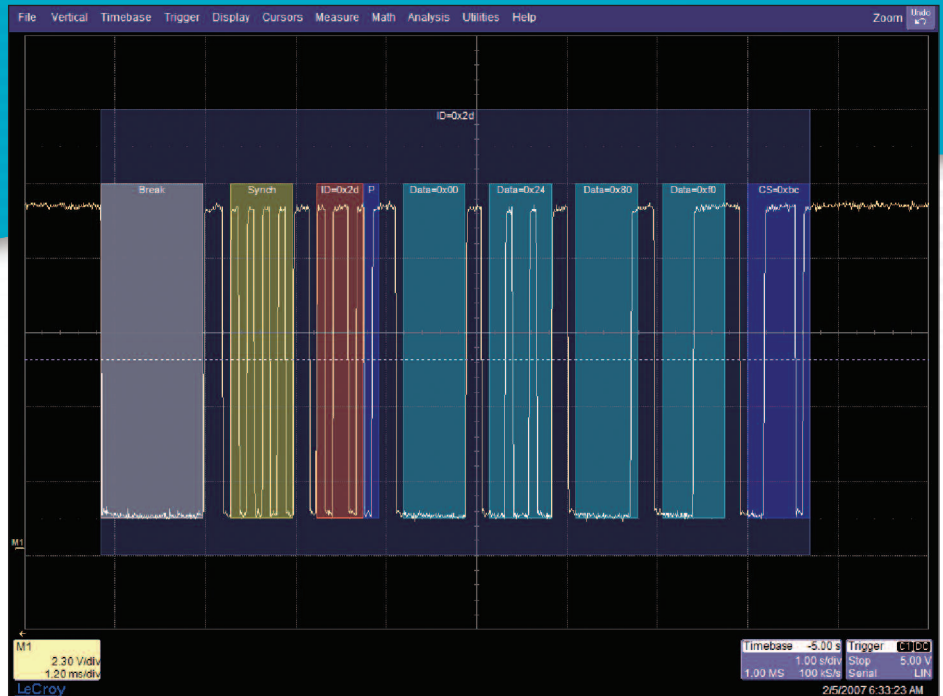 File Vertical Timebase Trigger Display Cursors Measure Math Analysis Utilities Help Zoom Undo
ID=0x2d
Break Synch ID=0x2d P Data=0x00 Data=0x24 Data=0x80 Data=0xf0 CS=0xbc
M1
M1
2.30 V/div
1.20 ms/div
Timebase -5.00 s
1.00 s/div
1.00 MS 100 kS/s
Trigger C1 DC
Stop 5.00 V
Serial LIN
LeCroy
2/5/2007 6:33:23 AM